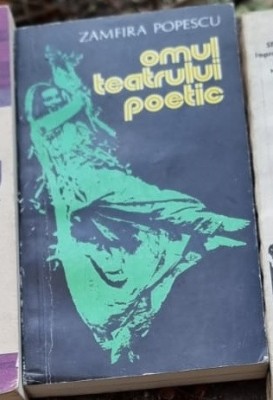 ZAMFIRA POPESCU
omul
teatrului
poetic